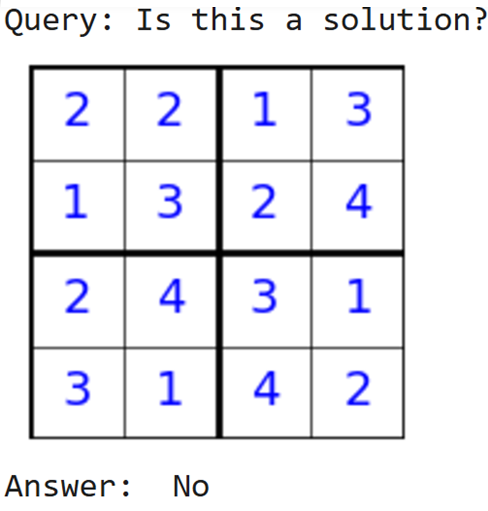 Query: Is this a solution?
2 2 1 3
1 3 2 4
2 4 3 1
3 1 4 2
Answer: No